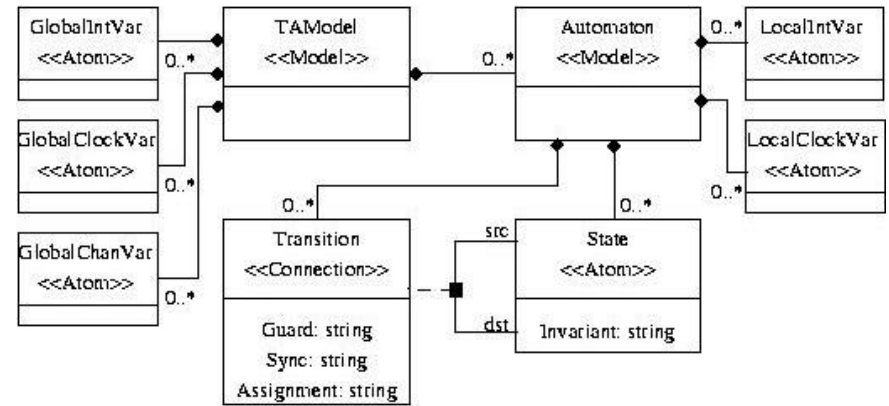 GlobalIntVar
<<Atom>>
0..*
TAModel
<<Model>>
0..*
Automaton
<<Model>>
0..*
LocalIntVar
<<Atom>>
GlobalClockVar
<<Atom>>
0..*
LocalClockVar
<<Atom>>
0..*
GlobalChanVar
<<Atom>>
0..*
0..*
Transition
<<Connection>>
Guard: string
Sync: string
Assignment: string
src
dst
0..*
State
<<Atom>>
Invariant: string